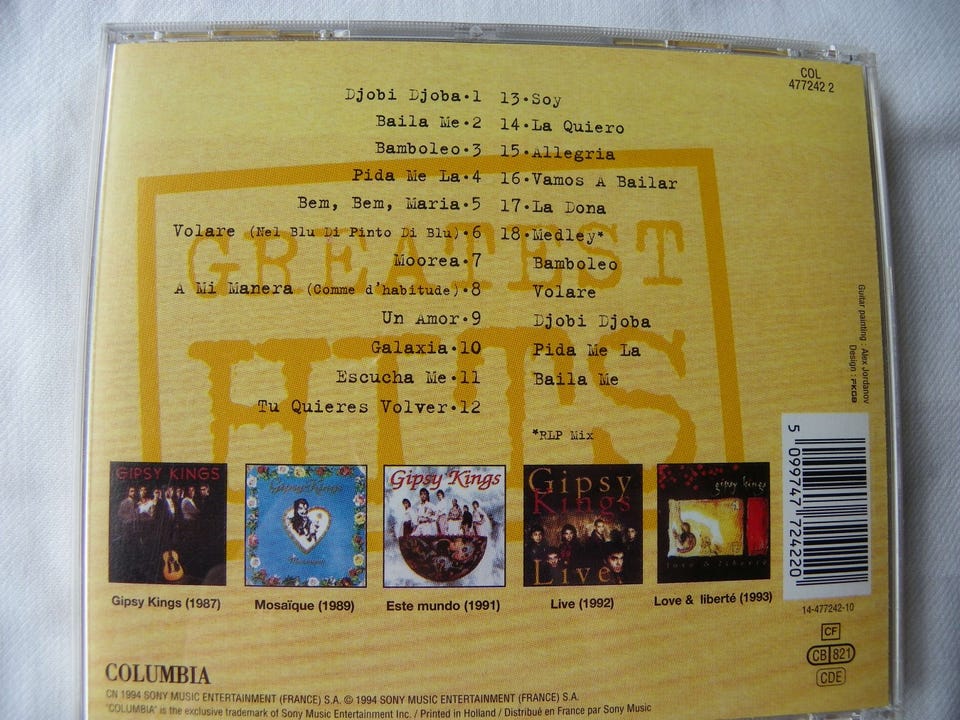 COL
477242 2
Djobi Djoba•1
Baila Me•2
Bamboleo•3
Pida Me La•4
Bem, Bem, Maria•5
Volare (Nel Blu Di Pinto Di Blu)•6
Moorea•7
A Mi Manera (Comme d'habitude)•8
Un Amor•9
Galaxia•10
Escucha Me•11
Tu Quieres Volver•12
13•Soy
14•La Quiero
15•Allegria
16•Vamos A Bailar
17•La Dona
18•Medley*
Bamboleo
Volare
Djobi Djoba
Pida Me La
Baila Me
*RLP Mix
GREATEST
HITS
Guitar painting : Alex Jordanov
Design : FKGB
GIPSY KINGS
Gipsy Kings
Gipsy Kings
Gipsy
Kings
Live
gipsy kings
love & liberté
Gipsy Kings (1987)
Mosaïque (1989)
Este mundo (1991)
Live (1992)
Love & liberté (1993)
5 099747 724220
14-477242-10
CF
CB 821
CDE
COLUMBIA
CN 1994 SONY MUSIC ENTERTAINMENT (FRANCE) S.A. © 1994 SONY MUSIC ENTERTAINMENT (FRANCE) S.A.
"COLUMBIA" is the exclusive trademark of Sony Music Entertainment Inc. / Printed in Holland / Distribué en France par Sony Music